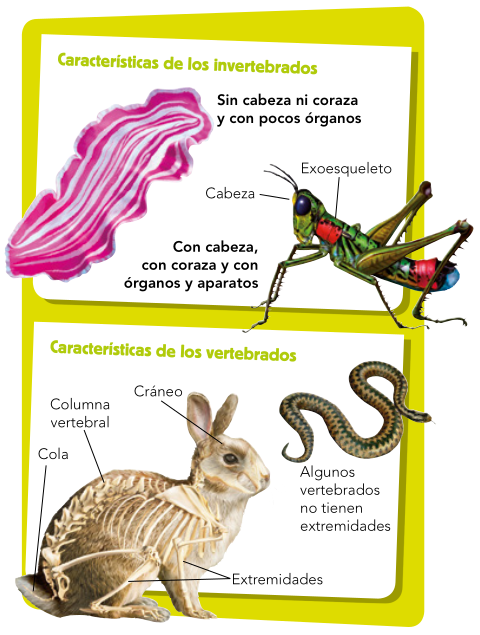 Características de los invertebrados
Sin cabeza ni coraza
y con pocos órganos
Exoesqueleto
Cabeza
Con cabeza,
con coraza y con
órganos y aparatos
Características de los vertebrados
Cráneo
Columna
vertebral
Cola
Algunos
vertebrados
no tienen
extremidades
Extremidades